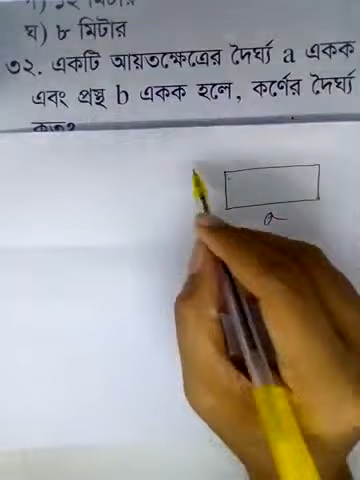 ঘ) ৮ মিটার
৩২. একটি আয়তক্ষেত্রের দৈর্ঘ্য a একক
এবং প্রস্থ b একক হলে, কর্ণের দৈর্ঘ্য
a